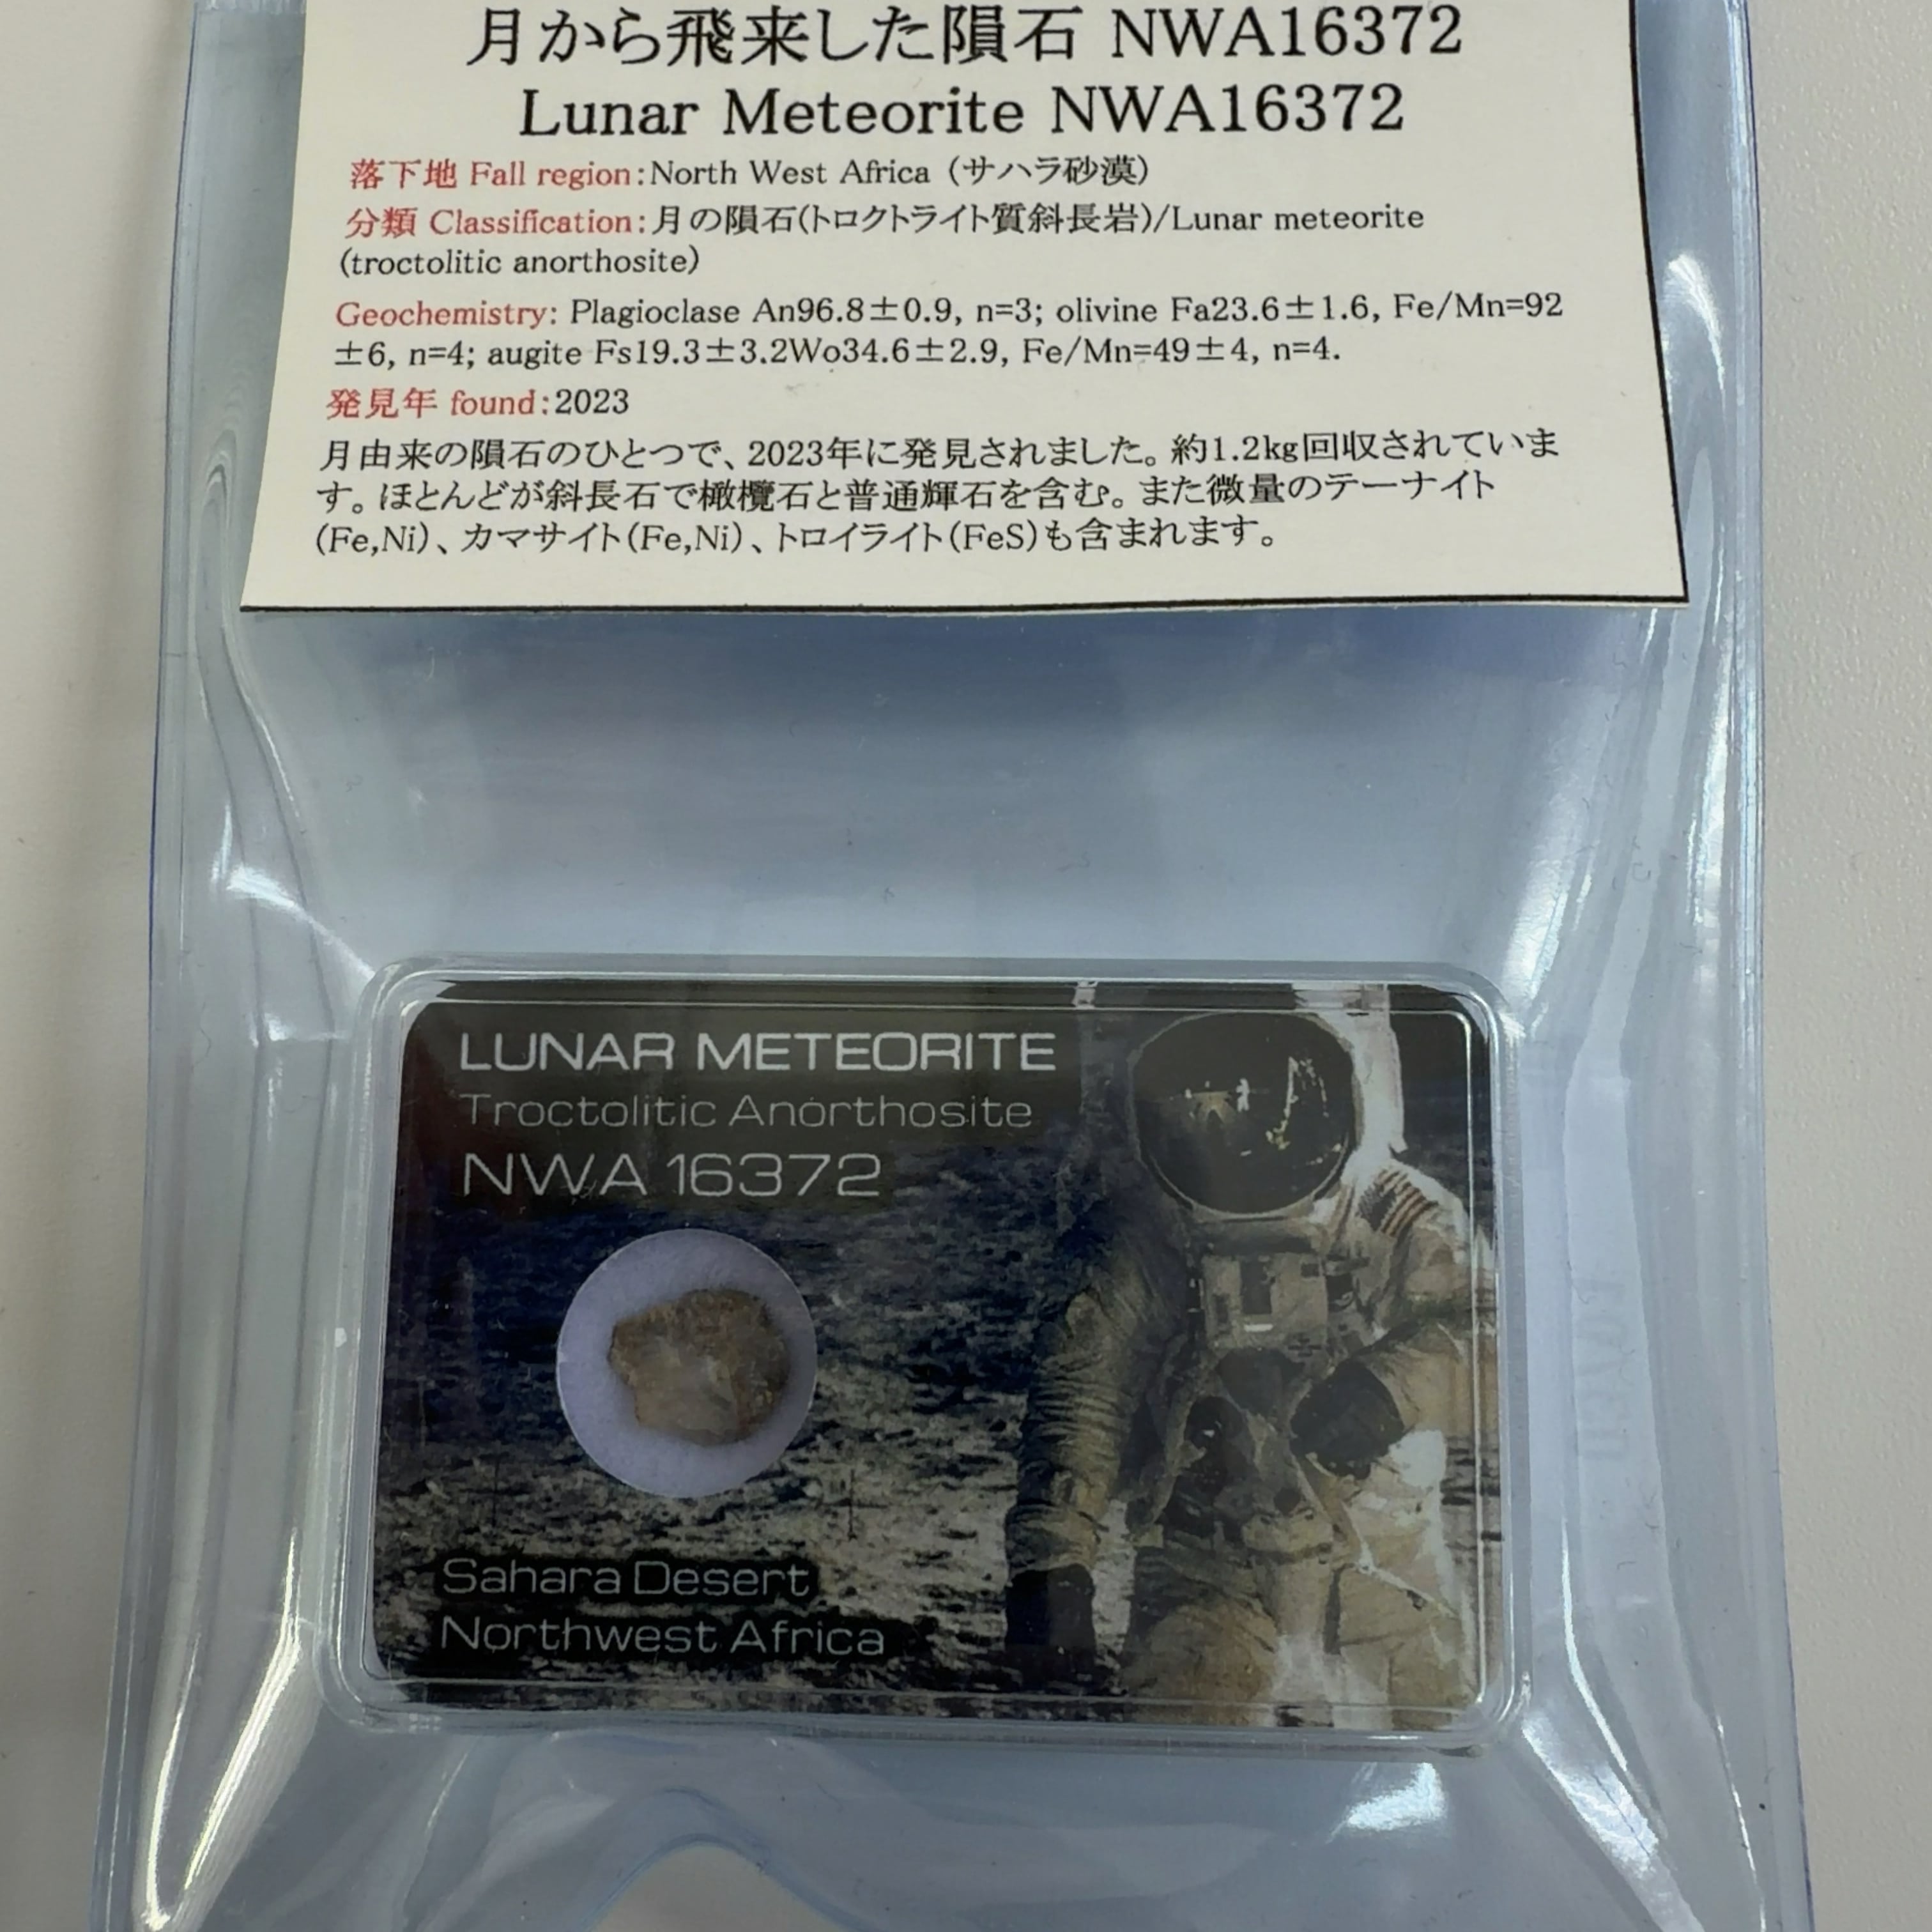 月から飛来した隕石 NWA16372
Lunar Meteorite NWA16372
落下地 Fall region:North West Africa (サハラ砂漠)
分類 Classification:月の隕石(トロクトライト質斜長岩)/Lunar meteorite
(troctolitic anorthosite)
Geochemistry: Plagioclase An96.8±0.9, n=3; olivine Fa23.6±1.6, Fe/Mn=92
±6, n=4; augite Fs19.3±3.2Wo34.6±2.9, Fe/Mn=49±4, n=4.
発見年 found:2023
月由来の隕石のひとつで、2023年に発見されました。約1.2kg回収されていま
す。ほとんどが斜長石で橄欖石と普通輝石を含む。また微量のテーナイト
(Fe,Ni)、カマサイト(Fe,Ni)、トロイライト(FeS)も含まれます。
LUNAR METEORITE
Troctolitic Anorthosite
NWA 16372
Sahara Desert
Northwest Africa